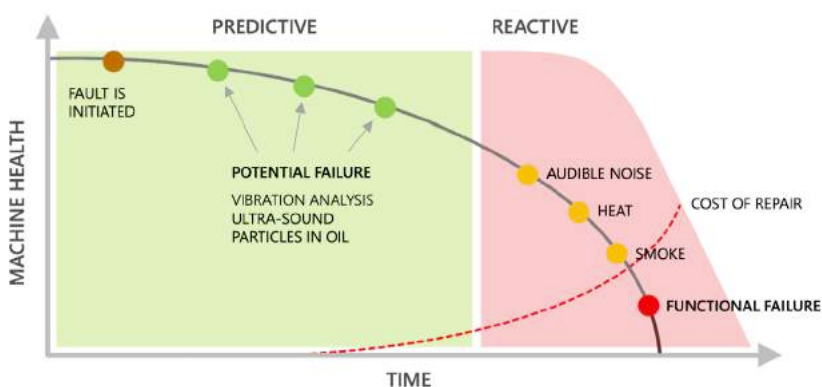 PREDICTIVE
REACTIVE
FAULT IS
INITIATED
POTENTIAL FAILURE
VIBRATION ANALYSIS
ULTRA-SOUND
PARTICLES IN OIL
AUDIBLE NOISE
HEAT
COST OF REPAIR
SMOKE
FUNCTIONAL FAILURE
MACHINE HEALTH
TIME